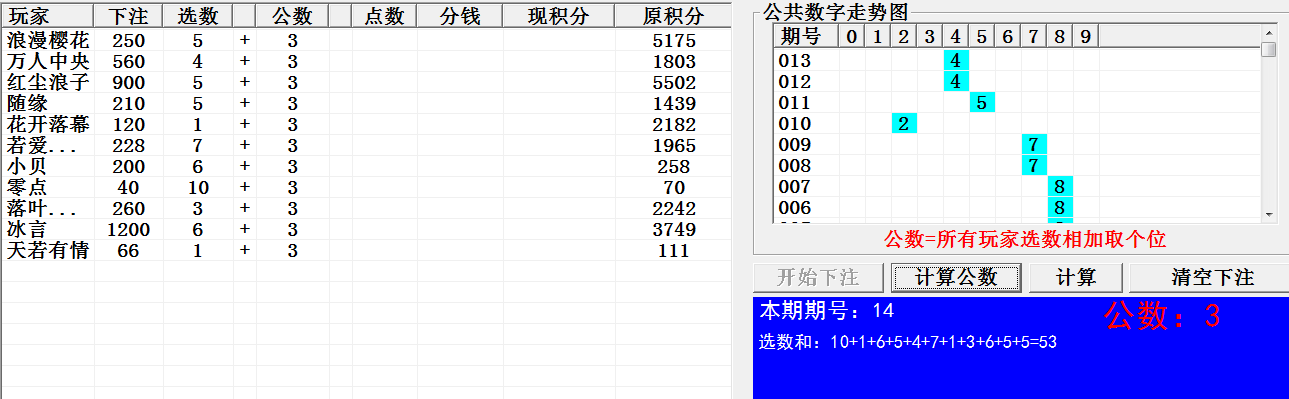 玩家 下注 选数 公数 点数 分钱 现积分 原积分
浪漫樱花 250 5 + 3 5175
万人中央 560 4 + 3 1803
红尘浪子 900 5 + 3 5502
随缘 210 5 + 3 1439
花开落幕 120 1 + 3 2182
若爱... 228 7 + 3 1965
小贝 200 6 + 3 258
零点 40 10 + 3 70
落叶... 260 3 + 3 2242
冰言 1200 6 + 3 3749
天若有情 66 1 + 3 111
公共数字走势图
期号 0 1 2 3 4 5 6 7 8 9
013 4
012 4
011 5
010 2
009 7
008 7
007 8
006 8
公数=所有玩家选数相加取个位
开始下注 计算公数 计算 清空下注
本期期号：14
公数：3
选数和：10+1+6+5+4+7+1+3+6+5+5=53